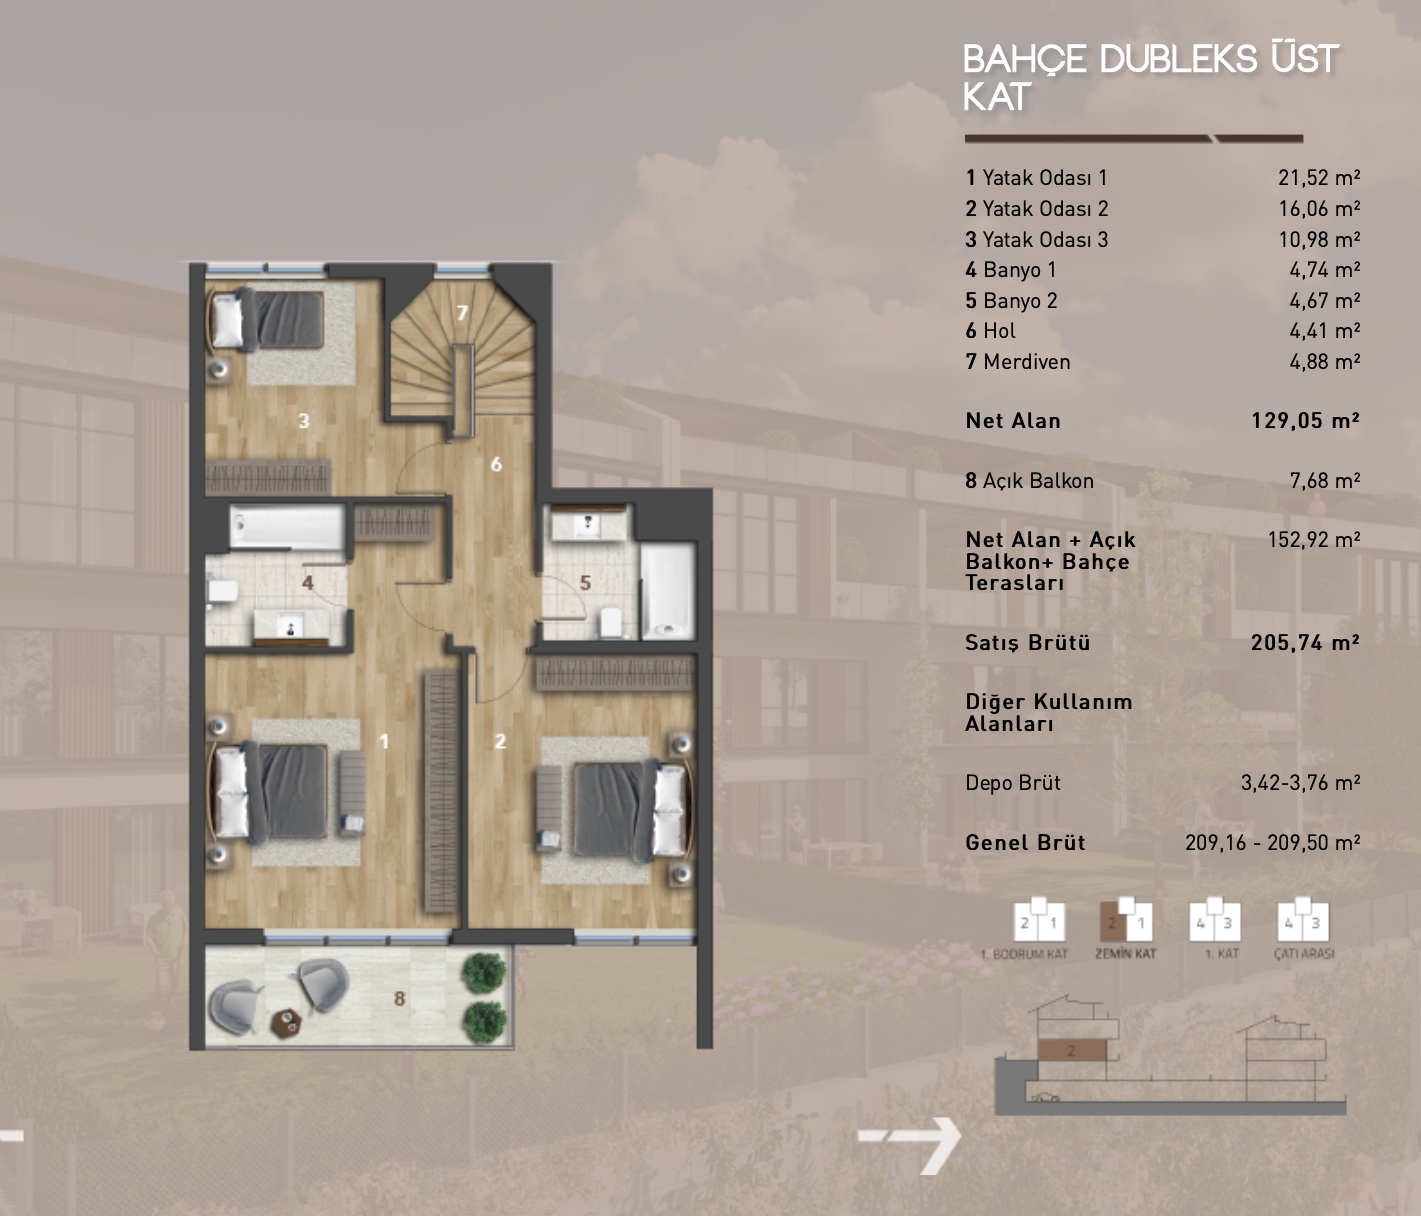 BAHÇE DUBLEKS ÜST
KAT
1 Yatak Odası 1 21,52 m²
2 Yatak Odası 2 16,06 m²
3 Yatak Odası 3 10,98 m²
4 Banyo 1 4,74 m²
5 Banyo 2 4,67 m²
6 Hol 4,41 m²
7 Merdiven 4,88 m²
Net Alan 129,05 m²
8 Açık Balkon 7,68 m²
Net Alan + Açık 152,92 m²
Balkon+ Bahçe
Terasları
Satış Brütü 205,74 m²
Diğer Kullanım
Alanları
Depo Brüt 3,42-3,76 m²
Genel Brüt 209,16 - 209,50 m²
2 1
2 1
4 3
4 3
1. BODRUM KAT
ZEMİN KAT
1. KAT
ÇATI ARASI
2
7
3
6
4
5
1
2
8